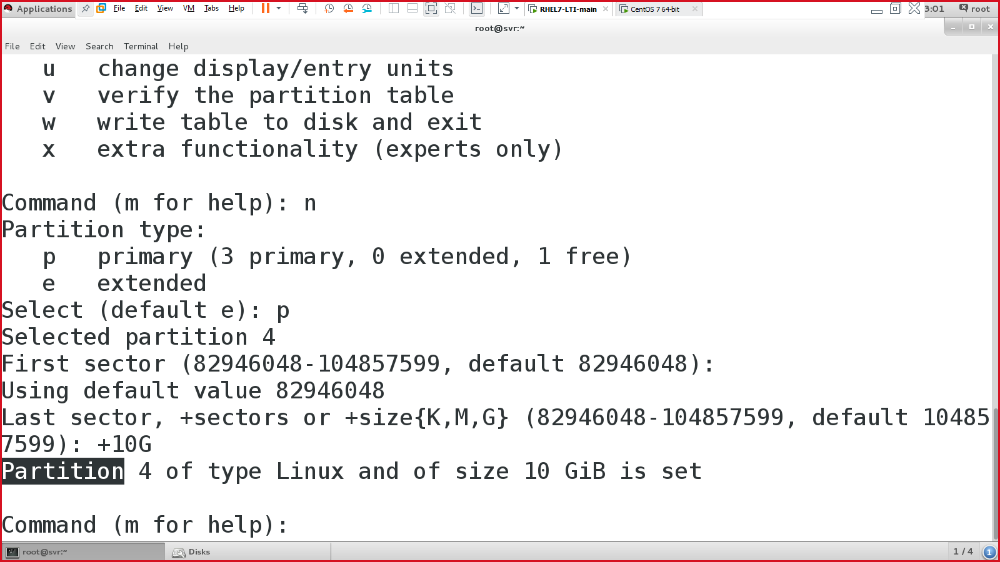 Applications File Edit View VM Tabs Help RHEL7-LTI-main CentOS 7 64-bit 3:01 root
root@svr:~
File Edit View Search Terminal Help
u change display/entry units
v verify the partition table
w write table to disk and exit
x extra functionality (experts only)
Command (m for help): n
Partition type:
p primary (3 primary, 0 extended, 1 free)
e extended
Select (default e): p
Selected partition 4
First sector (82946048-104857599, default 82946048):
Using default value 82946048
Last sector, +sectors or +size{K,M,G} (82946048-104857599, default 10485
7599): +10G
Partition 4 of type Linux and of size 10 GiB is set
Command (m for help):
root@svr:~ Disks 1 / 4 1